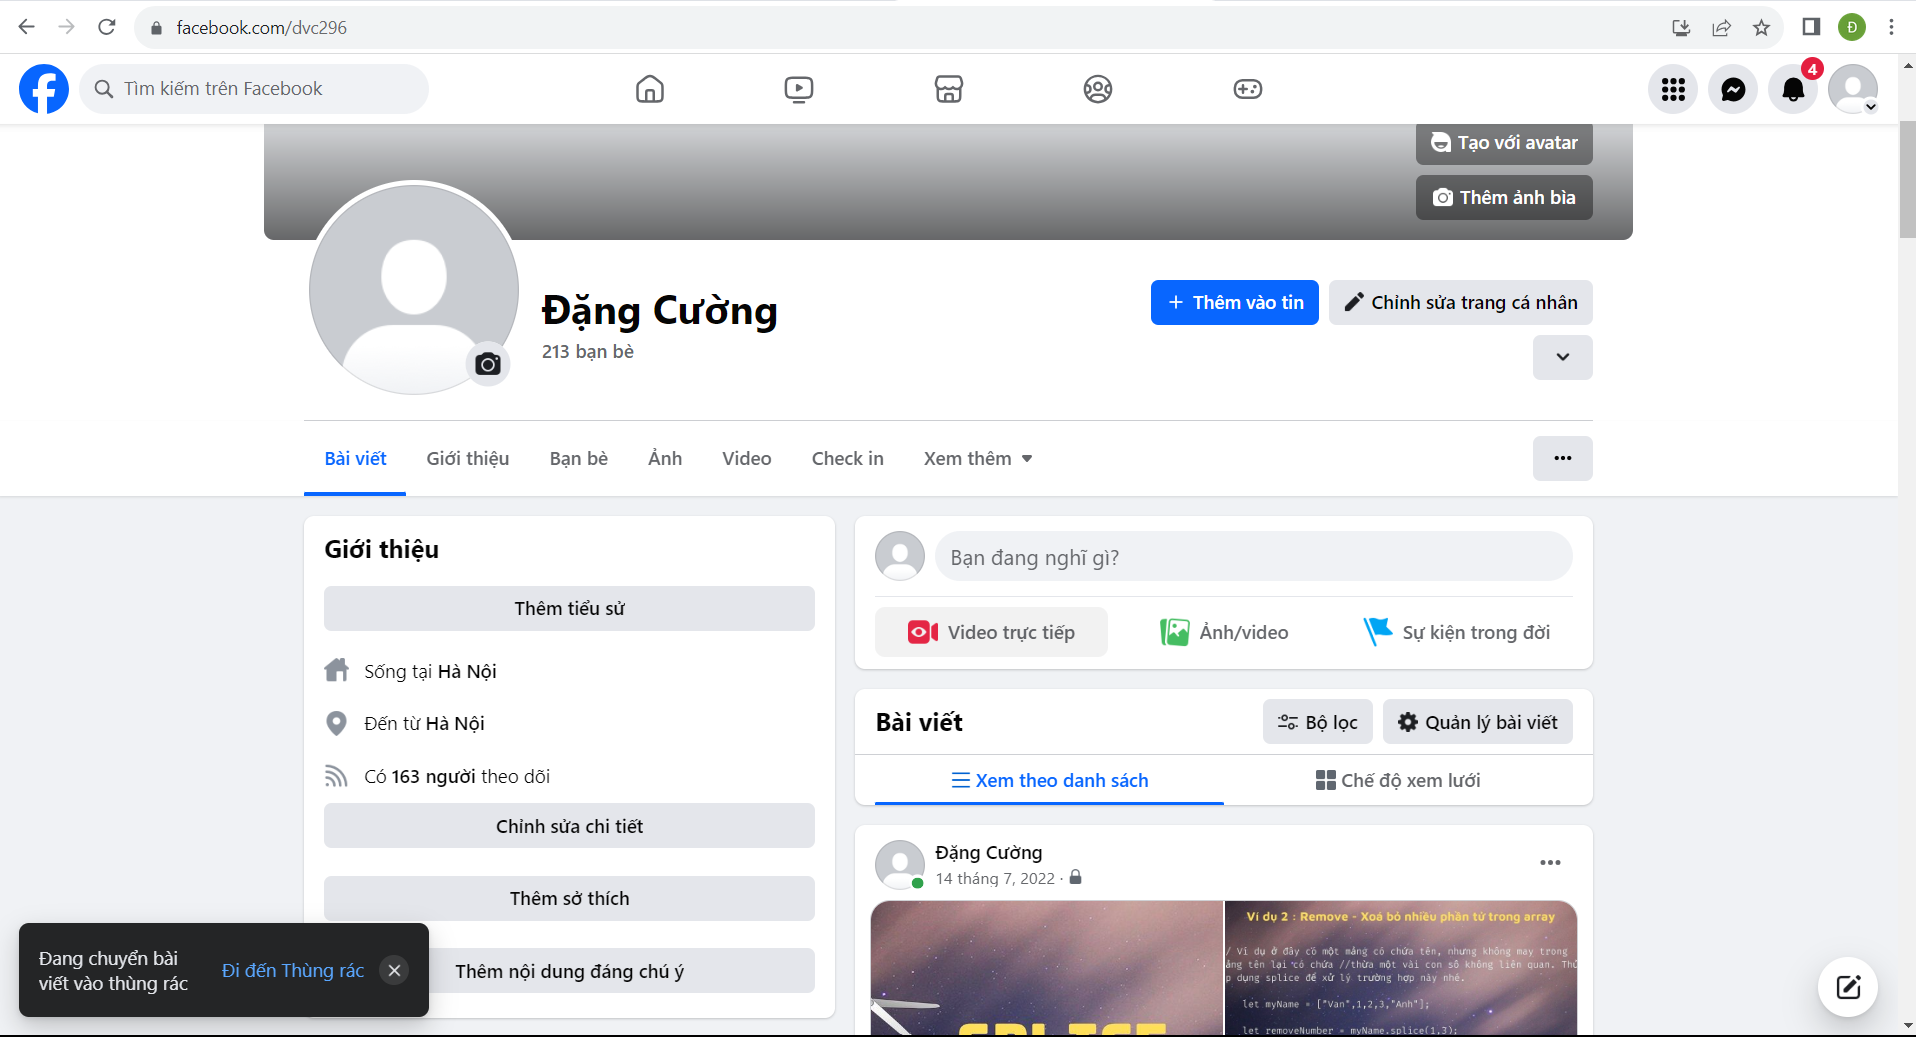 facebook.com/dvc296
Đ
Tìm kiếm trên Facebook
4
Tạo với avatar
Thêm ảnh bìa
Đặng Cường
213 bạn bè
+ Thêm vào tin
Chỉnh sửa trang cá nhân
Bài viết
Giới thiệu
Bạn bè
Ảnh
Video
Check in
Xem thêm
Giới thiệu
Thêm tiểu sử
Sống tại Hà Nội
Đến từ Hà Nội
Có 163 người theo dõi
Chỉnh sửa chi tiết
Thêm sở thích
Thêm nội dung đáng chú ý
Bạn đang nghĩ gì?
Video trực tiếp
Ảnh/video
Sự kiện trong đời
Bài viết
Bộ lọc
Quản lý bài viết
Xem theo danh sách
Chế độ xem lưới
Đặng Cường
14 tháng 7, 2022 ·
SPLICE
Ví dụ 2 : Remove - Xoá bỏ nhiều phần tử trong array
/ Ví dụ ở đây có một mảng có chứa tên, nhưng không may trong
ảng tên lại có chứa //thừa một vài con số không liên quan. Thử
p dụng splice để xử lý trường hợp này nhé.
let myName = ["Van",1,2,3,"Anh"];
let removeNumber = myName.splice(1,3);
Đang chuyển bài
viết vào thùng rác
Đi đến Thùng rác